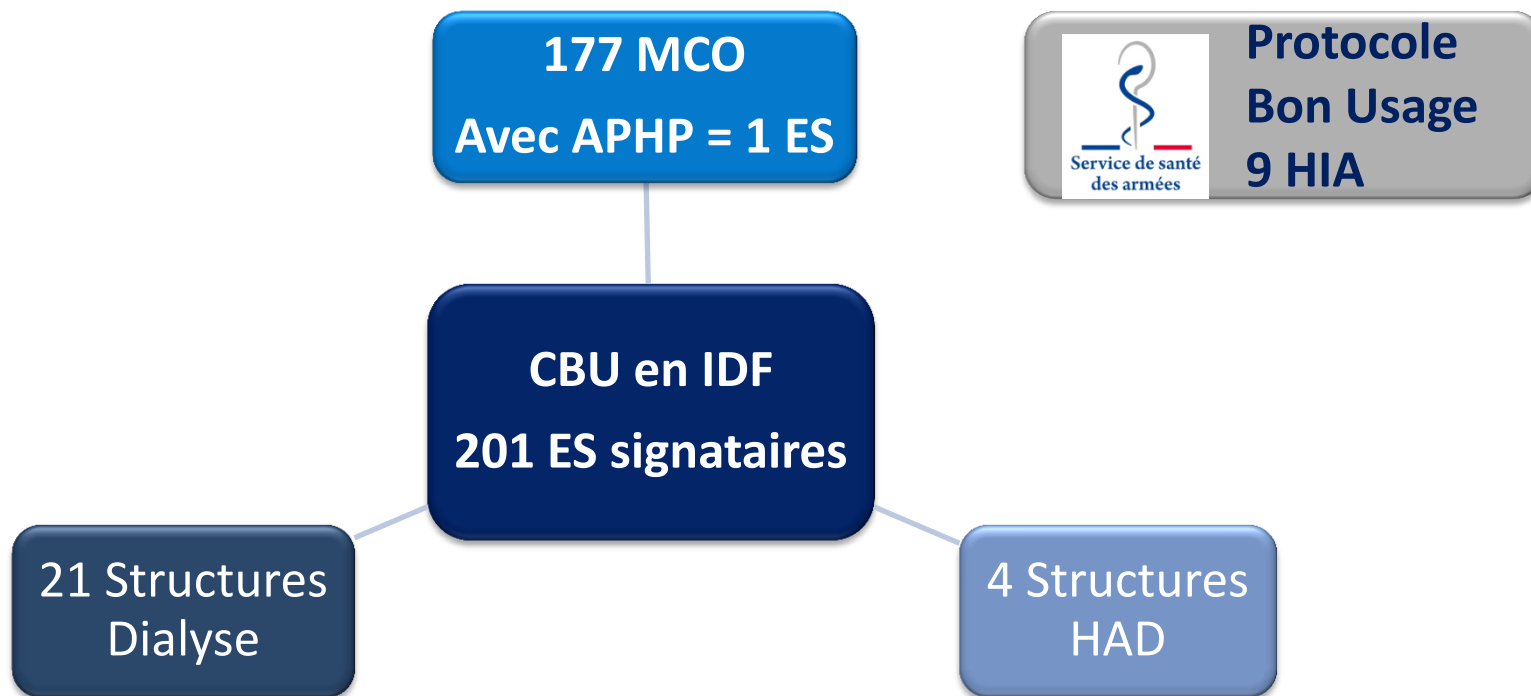 177 MCO
Avec APHP = 1 ES
Service de santé
des armées
Protocole
Bon Usage
9 HIA
CBU en IDF
201 ES signataires
21 Structures
Dialyse
4 Structures
HAD